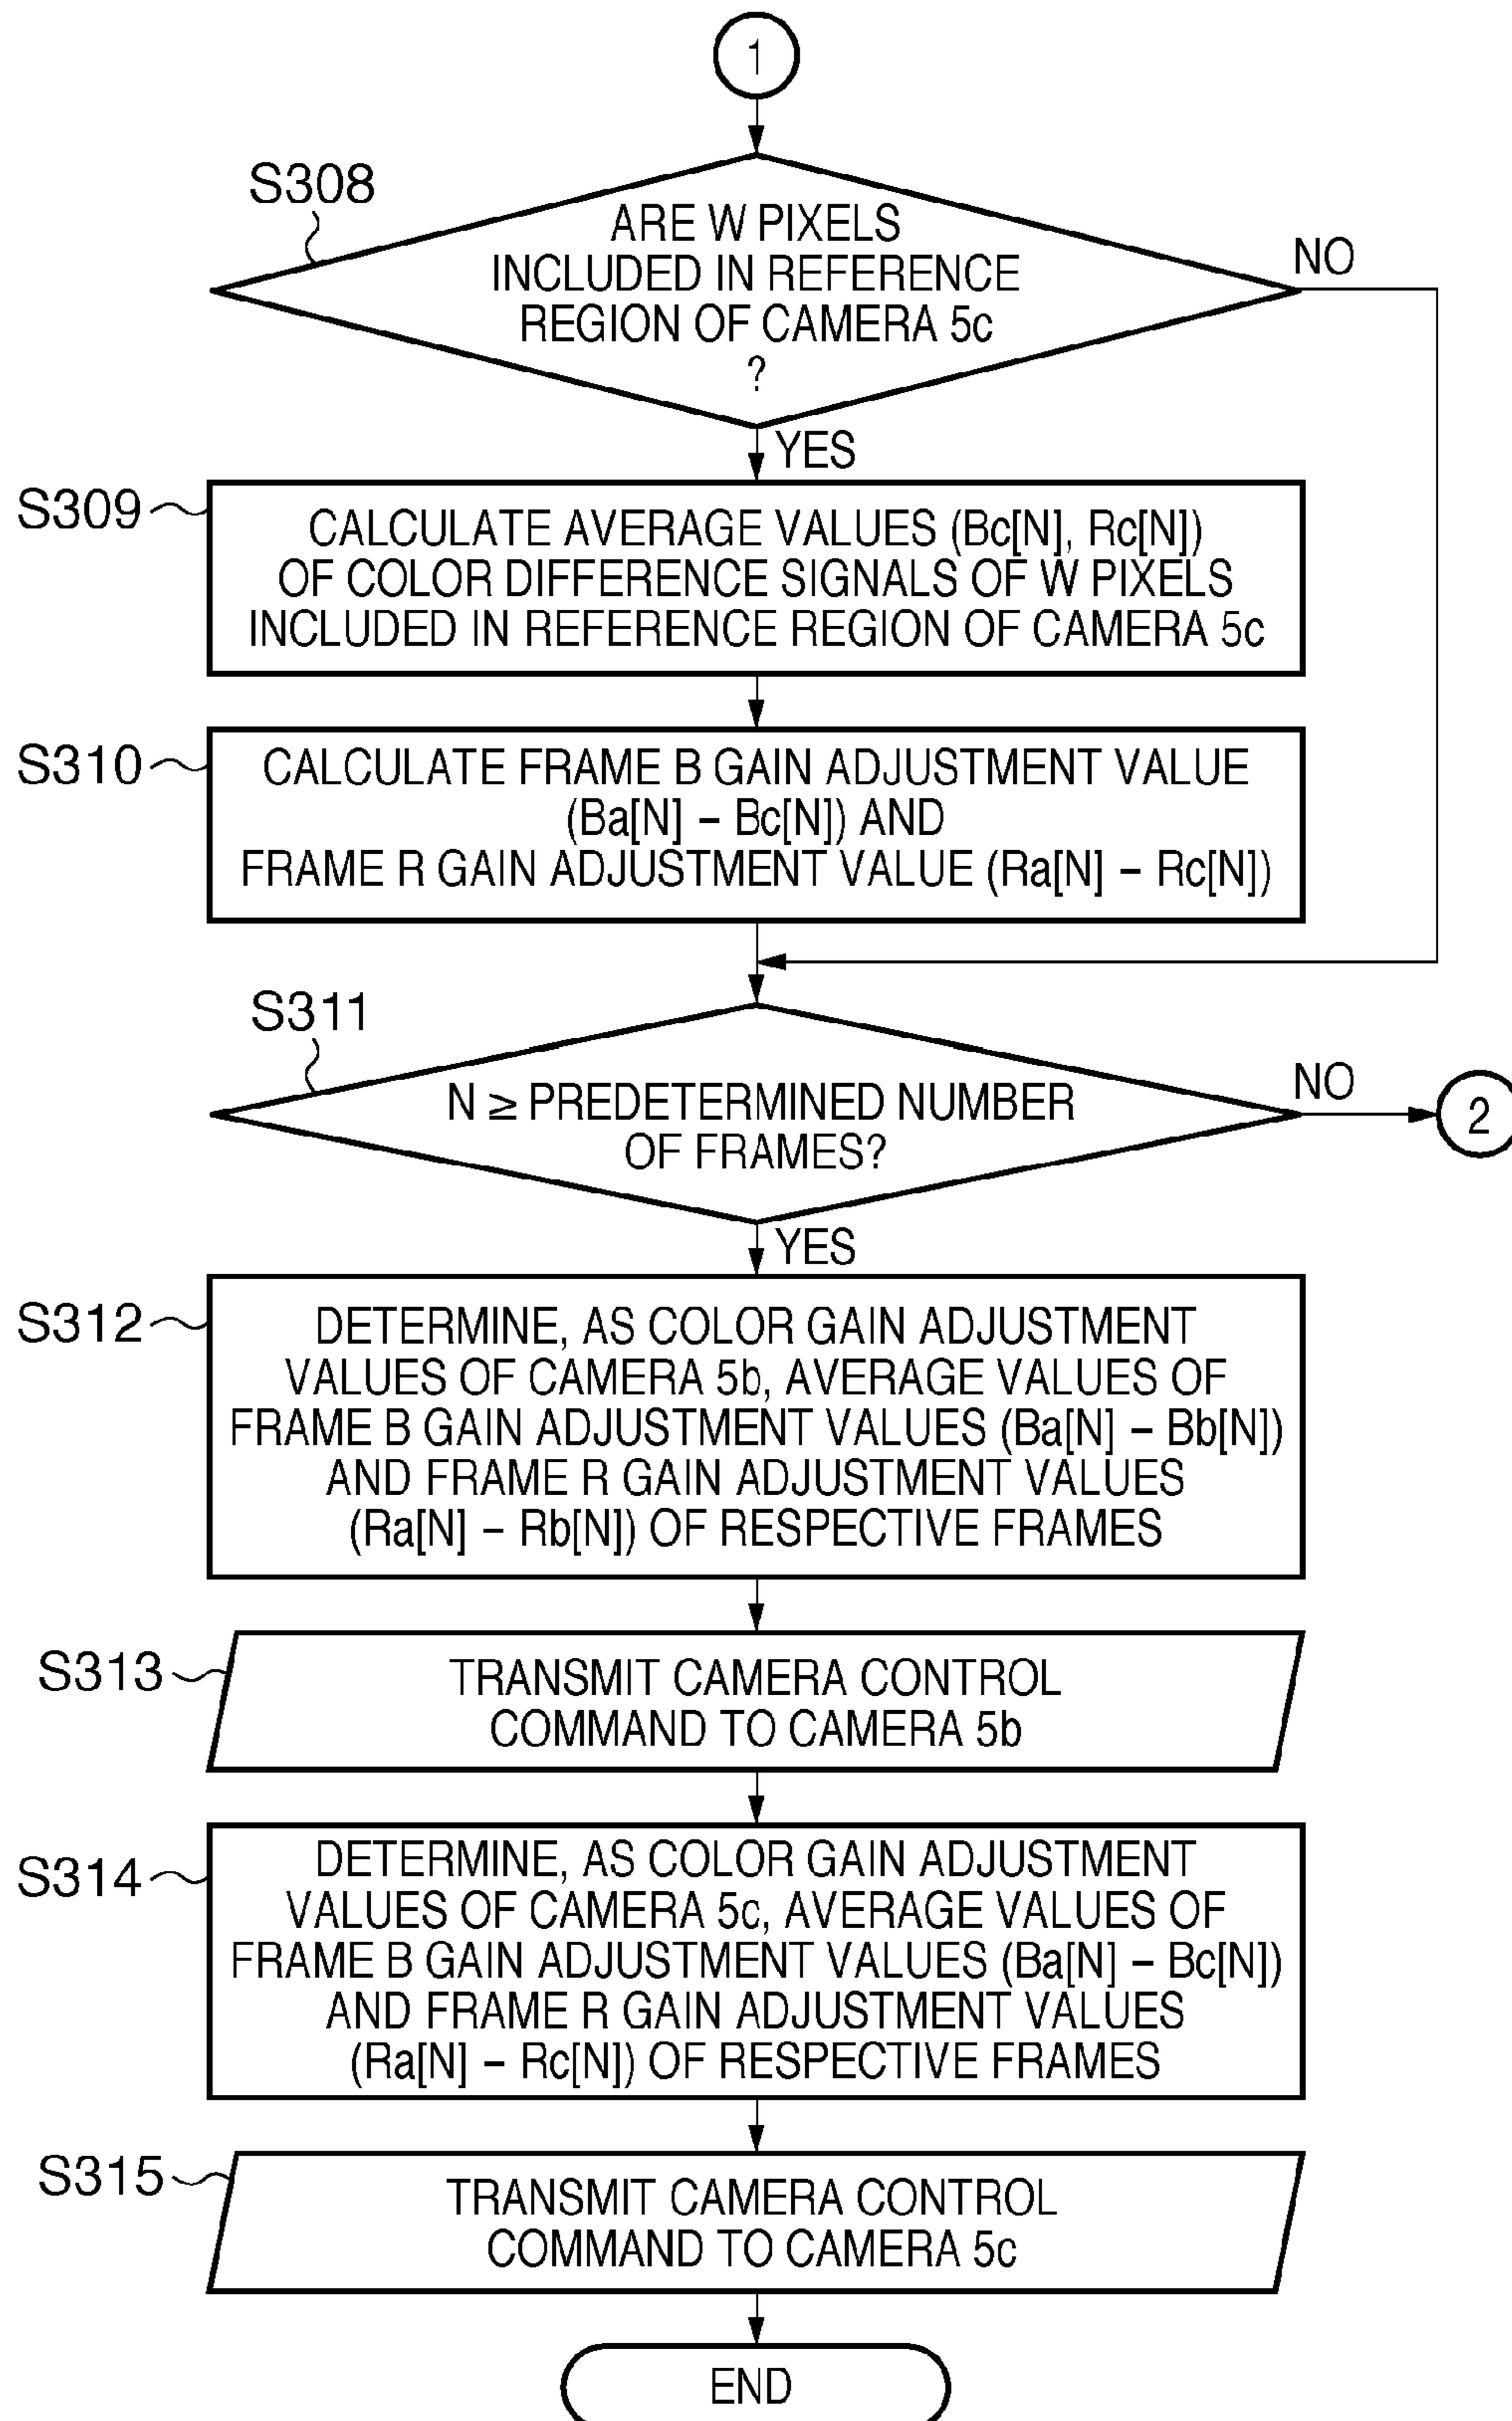 1
S308
ARE W PIXELS
INCLUDED IN REFERENCE
REGION OF CAMERA 5c
?
NO
YES
S309
CALCULATE AVERAGE VALUES (Bc[N], Rc[N])
OF COLOR DIFFERENCE SIGNALS OF W PIXELS
INCLUDED IN REFERENCE REGION OF CAMERA 5c
S310
CALCULATE FRAME B GAIN ADJUSTMENT VALUE
(Ba[N] − Bc[N]) AND
FRAME R GAIN ADJUSTMENT VALUE (Ra[N] − Rc[N])
S311
N ≥ PREDETERMINED NUMBER
OF FRAMES?
NO
2
YES
S312
DETERMINE, AS COLOR GAIN ADJUSTMENT
VALUES OF CAMERA 5b, AVERAGE VALUES OF
FRAME B GAIN ADJUSTMENT VALUES (Ba[N] − Bb[N])
AND FRAME R GAIN ADJUSTMENT VALUES
(Ra[N] − Rb[N]) OF RESPECTIVE FRAMES
S313
TRANSMIT CAMERA CONTROL
COMMAND TO CAMERA 5b
S314
DETERMINE, AS COLOR GAIN ADJUSTMENT
VALUES OF CAMERA 5c, AVERAGE VALUES OF
FRAME B GAIN ADJUSTMENT VALUES (Ba[N] − Bc[N])
AND FRAME R GAIN ADJUSTMENT VALUES
(Ra[N] − Rc[N]) OF RESPECTIVE FRAMES
S315
TRANSMIT CAMERA CONTROL
COMMAND TO CAMERA 5c
END